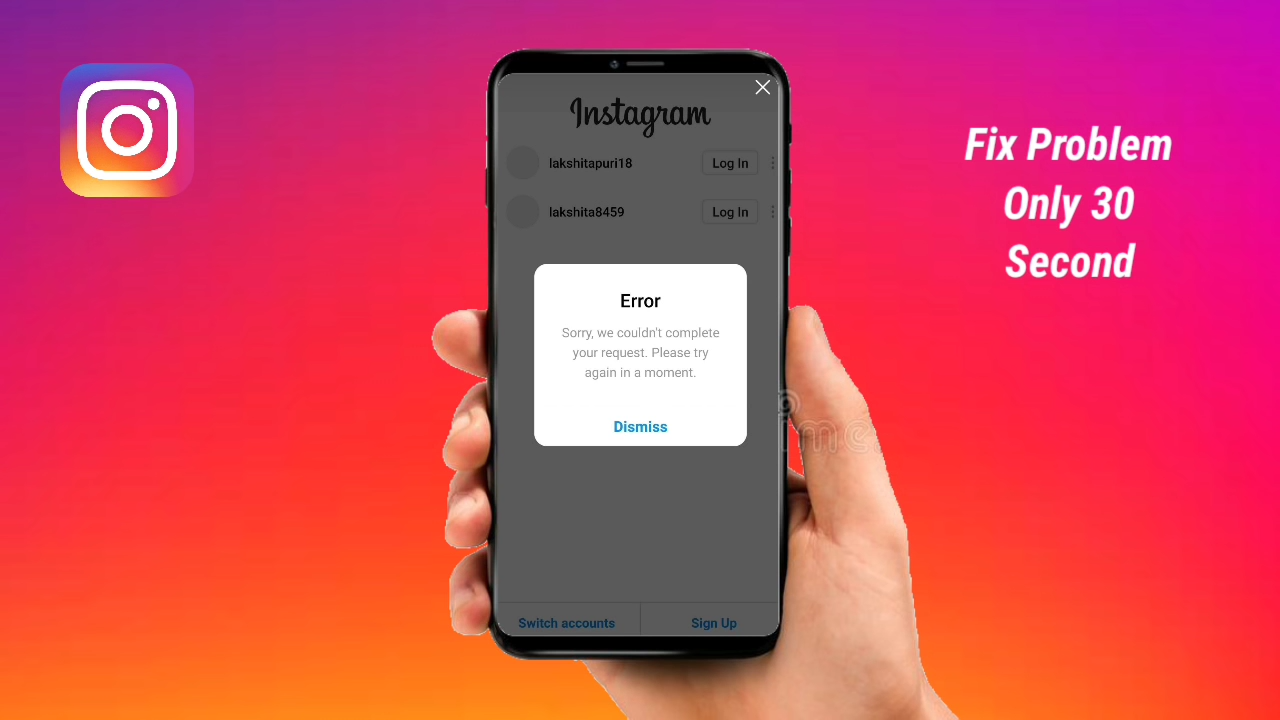 Instagram
lakshitapuri18 Log In
lakshita8459 Log In
Error
Sorry, we couldn't complete
your request. Please try
again in a moment.
Dismiss
Switch accounts Sign Up
Fix Problem
Only 30
Second